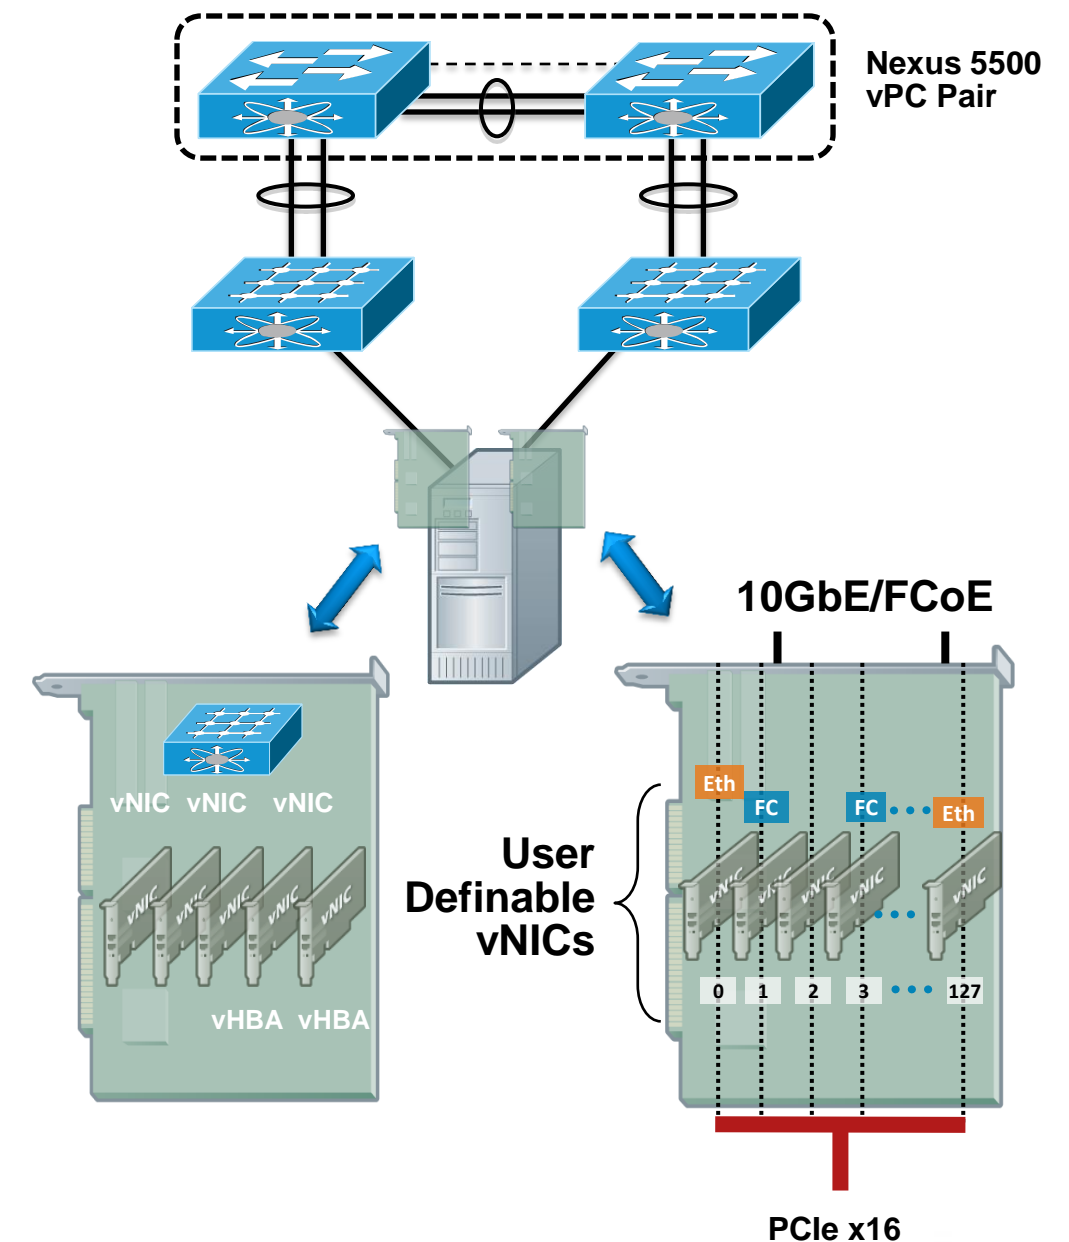 Nexus 5500
vPC Pair
10GbE/FCoE
vNIC vNIC vNIC
vNIC vNIC vNIC vNIC vNIC
vHBA vHBA
User
Definable
vNICs
Eth
FC
FC
Eth
vNIC vNIC vNIC vNIC vNIC
0 1 2 3 127
PCIe x16